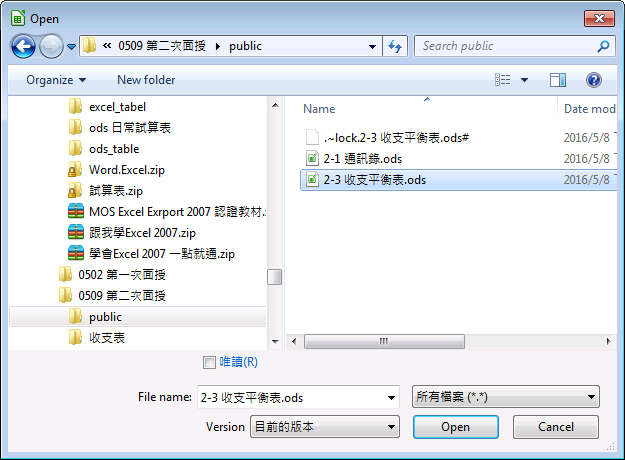 Open
« 0509 第二次面授 public
Search public
Organize New folder
excel_tabel
ods 日常試算表
ods_table
Word.Excel.zip
試算表.zip
MOS Excel Exrport 2007 認證教材.
跟我學Excel 2007.zip
學會Excel 2007 一點就通.zip
0502 第一次面授
0509 第二次面授
public
收支表
Name Date mod
.~lock.2-3 收支平衡表.ods# 2016/5/8
2-1 通訊錄.ods 2016/5/8
2-3 收支平衡表.ods 2016/5/8
唯讀(R)
File name: 2-3 收支平衡表.ods 所有檔案 (*.*)
Version 目前的版本 Open Cancel